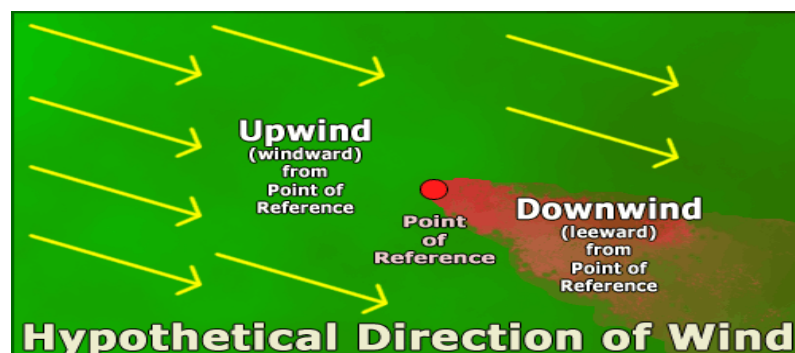 Upwind
(windward)
from
Point of
Reference
Point
of
Reference
Downwind
(leeward)
from
Point of
Reference
Hypothetical Direction of Wind